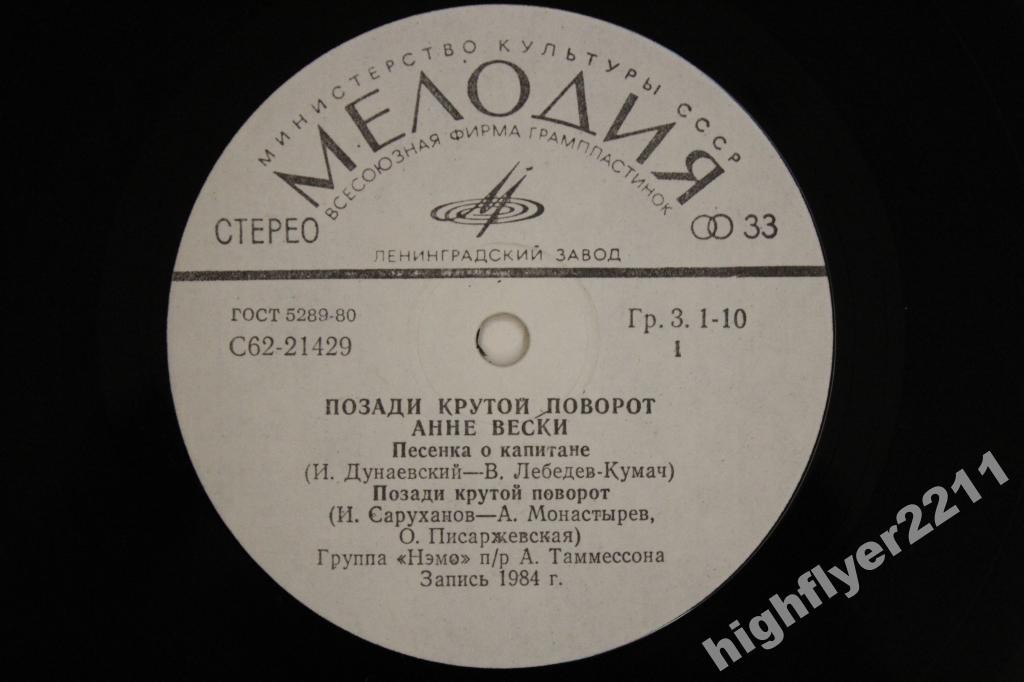 МИНИСТЕРСТВО КУЛЬТУРЫ СССР
МЕЛОДИЯ
ВСЕСОЮЗНАЯ ФИРМА ГРАМПЛАСТИНОК
СТЕРЕО
33
ЛЕНИНГРАДСКИЙ ЗАВОД
ГОСТ 5289-80
Гр. 3. 1-10
С62-21429
1
ПОЗАДИ КРУТОЙ ПОВОРОТ
АННЕ ВЕСКИ
Песенка о капитане
(И. Дунаевский—В. Лебедев-Кумач)
Позади крутой поворот
(И. Саруханов—А. Монастырев,
О. Писаржевская)
Группа «Нэмо» п/р А. Таммессона
Запись 1984 г.
highflyer2211